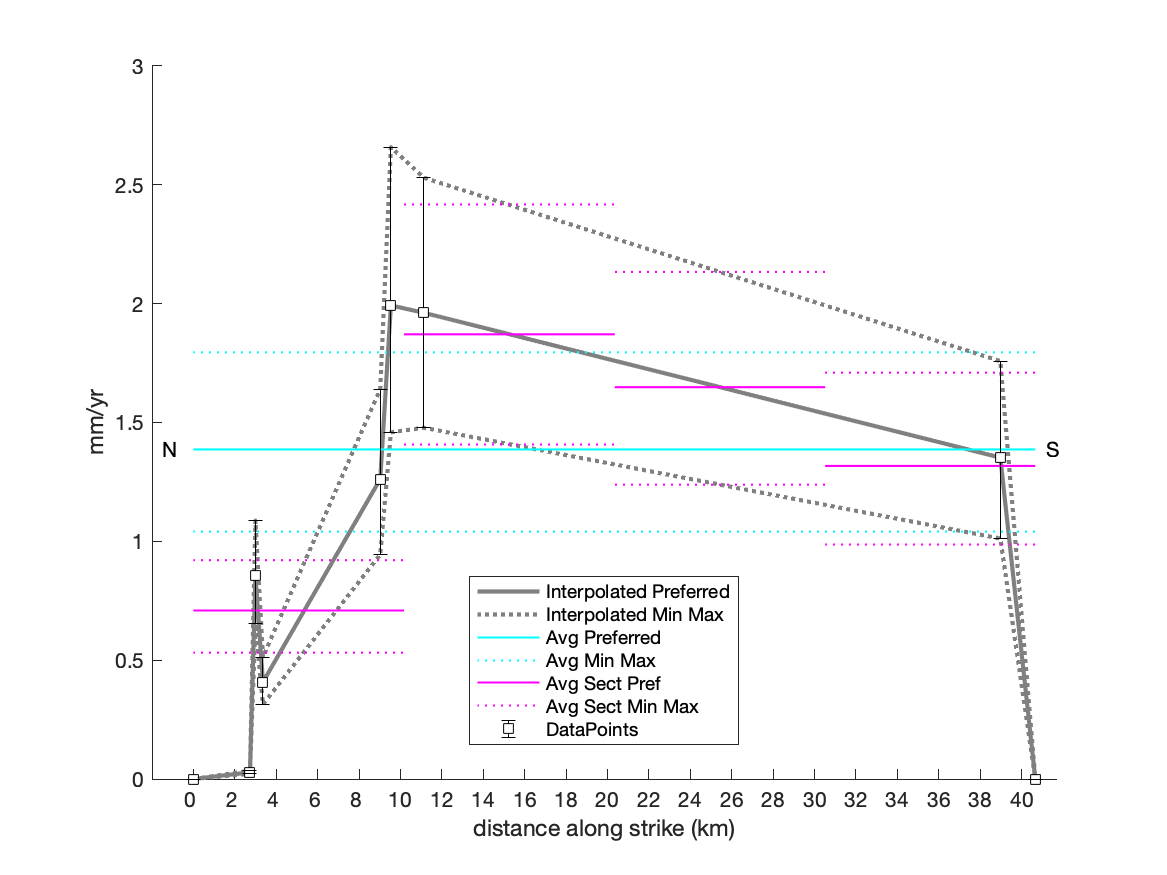 3
2.5
2
1.5
1
0.5
0
mm/yr
N
S
Interpolated Preferred
Interpolated Min Max
Avg Preferred
Avg Min Max
Avg Sect Pref
Avg Sect Min Max
DataPoints
0 2 4 6 8 10 12 14 16 18 20 22 24 26 28 30 32 34 36 38 40
distance along strike (km)